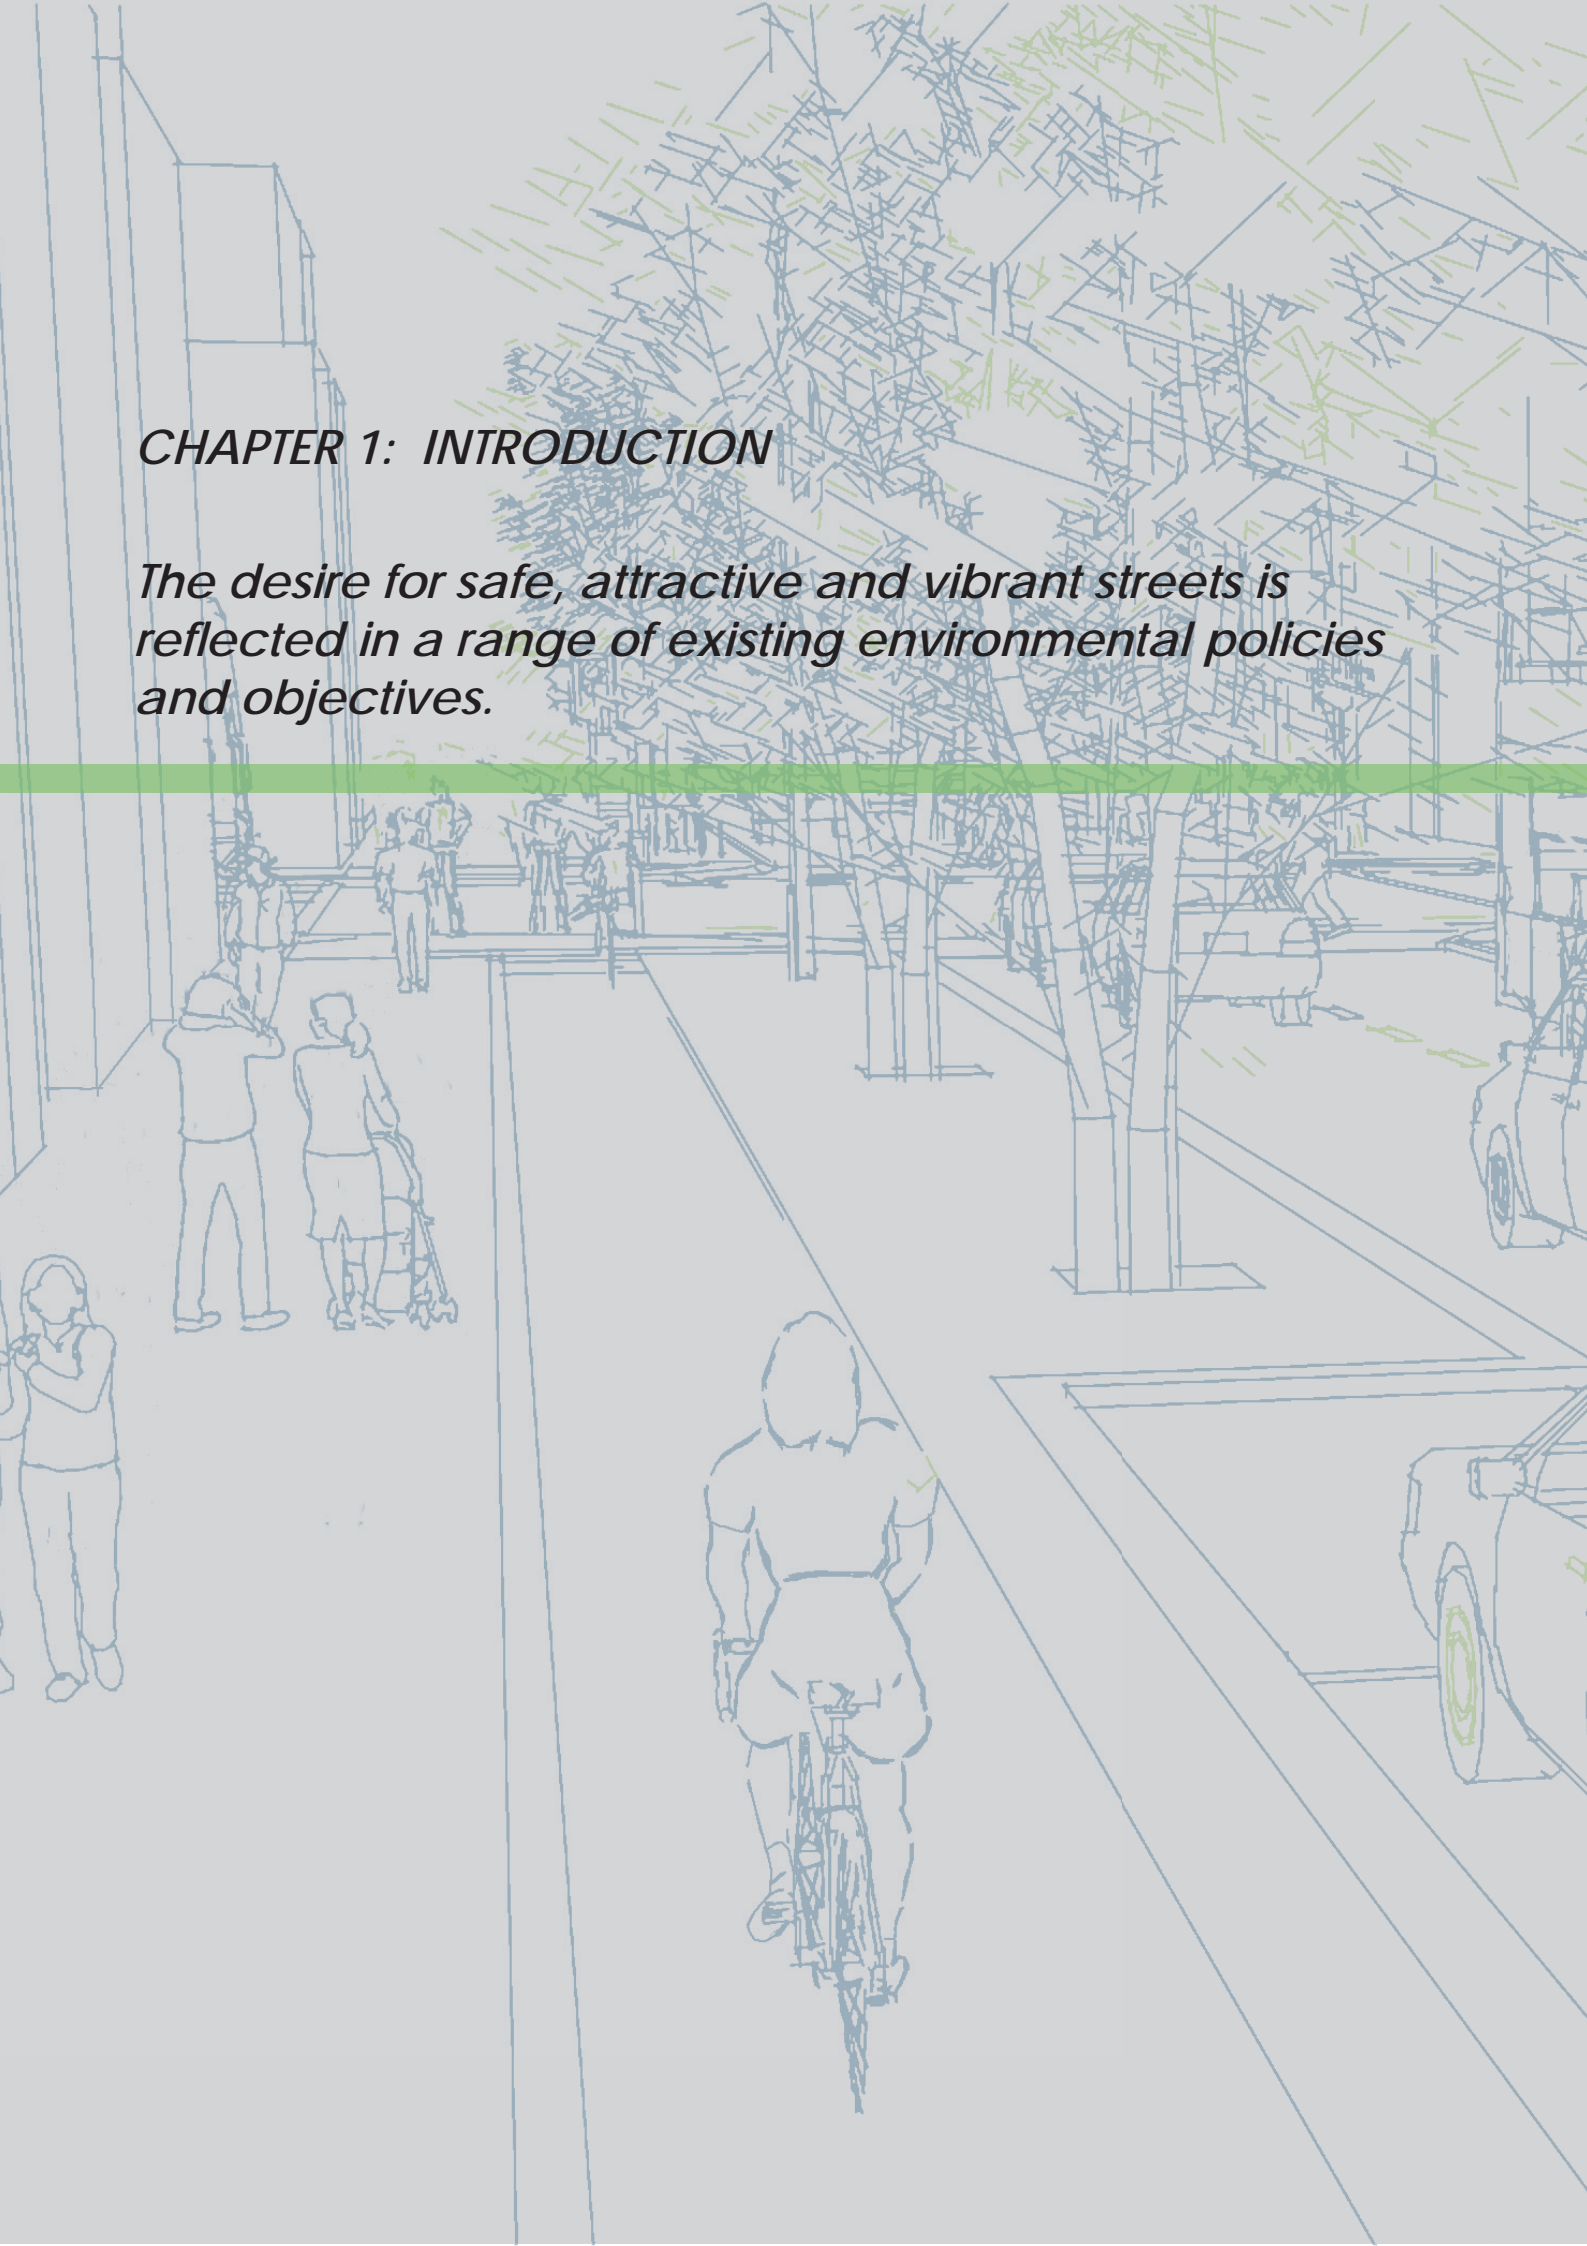 CHAPTER 1: INTRODUCTION
The desire for safe, attractive and vibrant streets is
reflected in a range of existing environmental policies
and objectives.